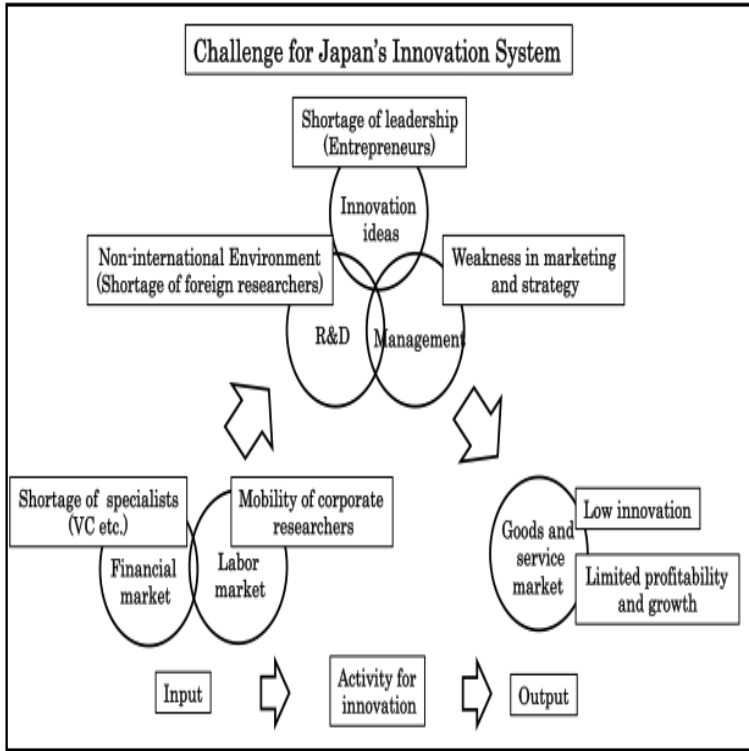 Challenge for Japan's Innovation System
Shortage of leadership
(Entrepreneurs)
Innovation
ideas
Non-international Environment
(Shortage of foreign researchers)
Weakness in marketing
and strategy
R&D
Management
Shortage of specialists
(VC etc.)
Mobility of corporate
researchers
Financial
market
Labor
market
Goods and
service
market
Low innovation
Limited profitability
and growth
Input
Activity for
innovation
Output